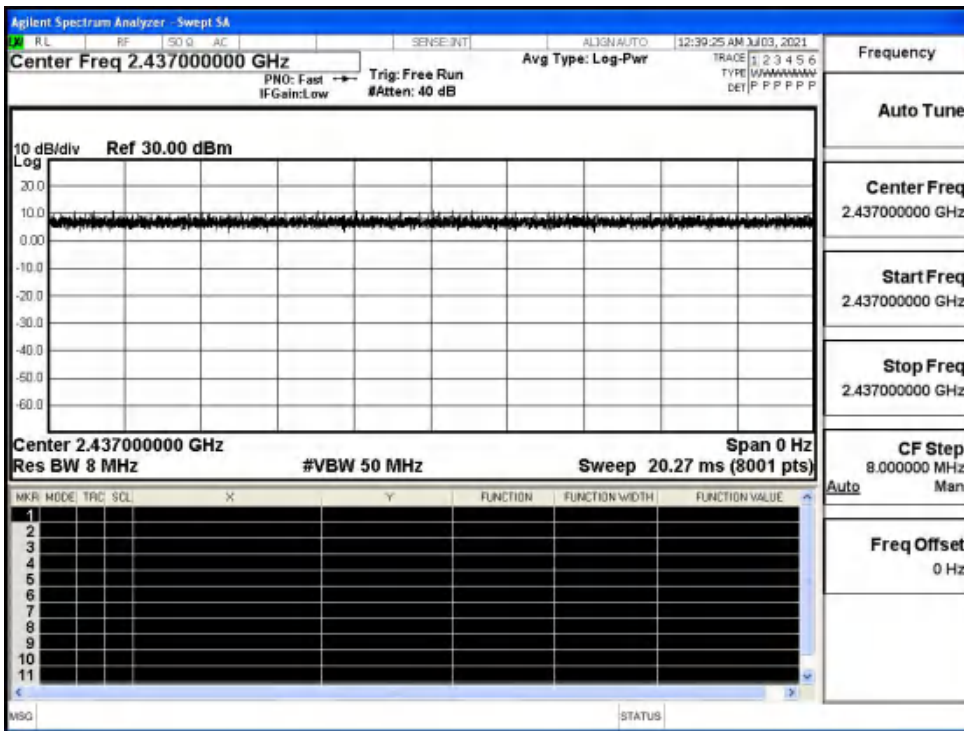 Agilent Spectrum Analyzer - Swept SA
LXI RL RF 50 Ω AC SENSE:INT ALIGNAUTO 12:39:25 AM Jul 03, 2021
Center Freq 2.437000000 GHz Avg Type: Log-Pwr TRACE 1 2 3 4 5 6
PNO: Fast Trig: Free Run TYPE WWWWWW
IFGain:Low #Atten: 40 dB DET P P P P P P
10 dB/div Ref 30.00 dBm
Log
20.0
10.0
0.00
-10.0
-20.0
-30.0
-40.0
-50.0
-60.0
Center 2.437000000 GHz Span 0 Hz
Res BW 8 MHz #VBW 50 MHz Sweep 20.27 ms (8001 pts)
MKR MODE TRC SCL X Y FUNCTION FUNCTION WIDTH FUNCTION VALUE
1
2
3
4
5
6
7
8
9
10
11
MSG STATUS
Frequency
Auto Tune
Center Freq
2.437000000 GHz
Start Freq
2.437000000 GHz
Stop Freq
2.437000000 GHz
CF Step
8.000000 MHz
Auto Man
Freq Offset
0 Hz